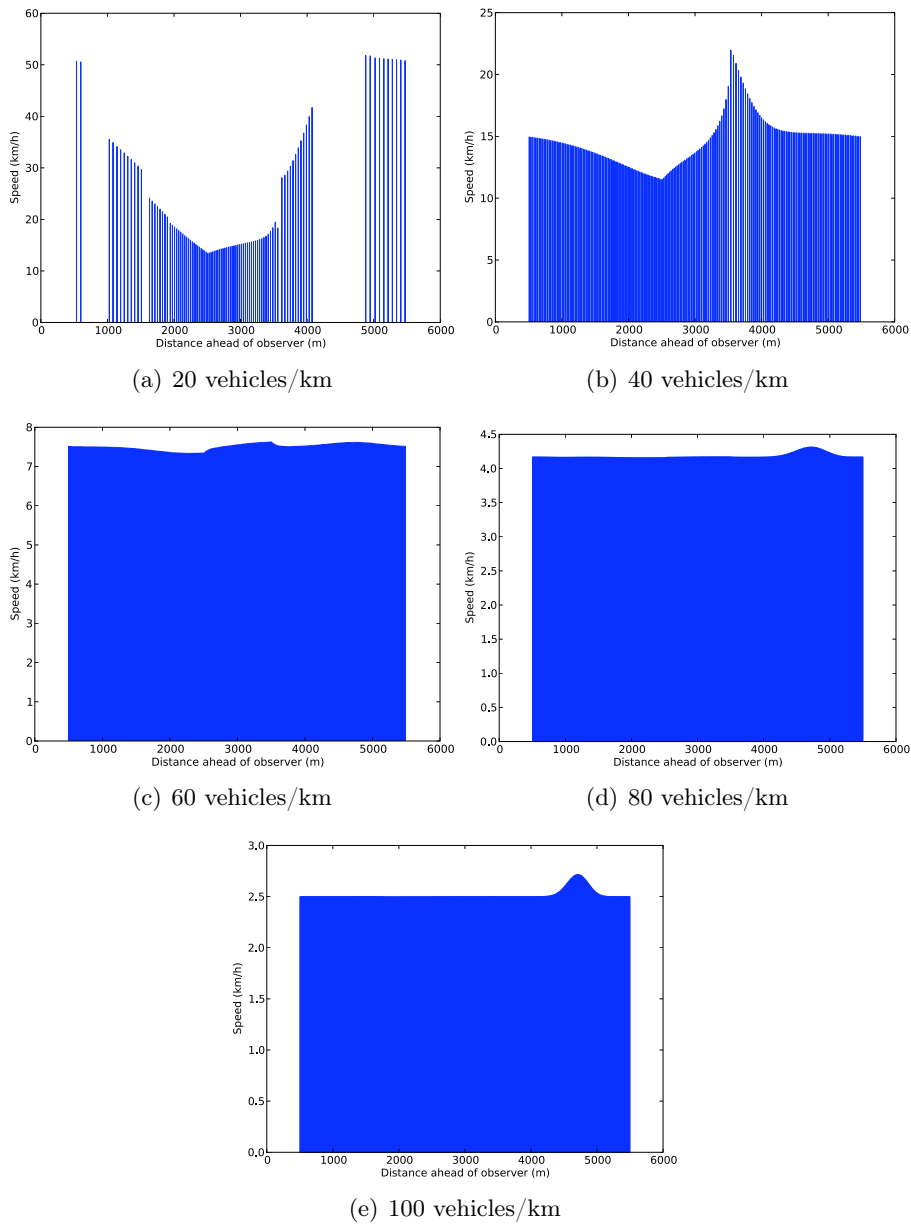 60
50
40
30
20
10
0
Speed (km/h)
0 1000 2000 3000 4000 5000 6000
Distance ahead of observer (m)
(a) 20 vehicles/km
25
20
15
10
5
0
Speed (km/h)
0 1000 2000 3000 4000 5000 6000
Distance ahead of observer (m)
(b) 40 vehicles/km
8
7
6
5
4
3
2
1
0
Speed (km/h)
0 1000 2000 3000 4000 5000 6000
Distance ahead of observer (m)
(c) 60 vehicles/km
4.5
4.0
3.5
3.0
2.5
2.0
1.5
1.0
0.5
0.0
Speed (km/h)
0 1000 2000 3000 4000 5000 6000
Distance ahead of observer (m)
(d) 80 vehicles/km
3.0
2.5
2.0
1.5
1.0
0.5
0.0
Speed (km/h)
0 1000 2000 3000 4000 5000 6000
Distance ahead of observer (m)
(e) 100 vehicles/km